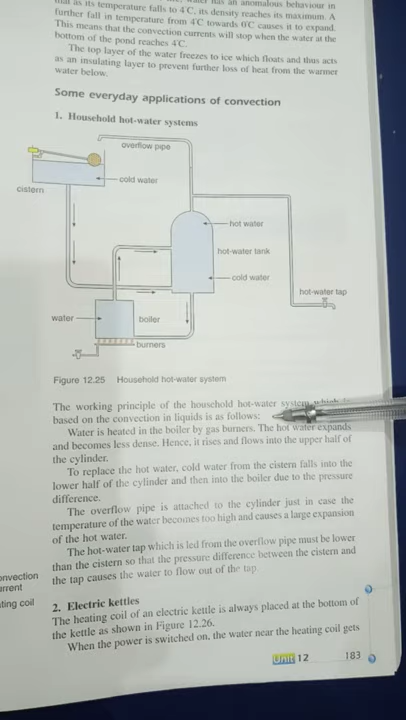 as its temperature falls to 4°C, its density reaches its maximum. A
further fall in temperature from 4°C towards 0°C causes it to expand.
This means that the convection currents will stop when the water at the
bottom of the pond reaches 4°C.
The top layer of the water freezes to ice which floats and thus acts
as an insulating layer to prevent further loss of heat from the warmer
water below.
Some everyday applications of convection
1. Household hot-water systems
overflow pipe
cold water
cistern
hot water
hot-water tank
cold water
hot-water tap
water
boiler
burners
Figure 12.25 Household hot-water system
The working principle of the household hot-water system which is
based on the convection in liquids is as follows:
Water is heated in the boiler by gas burners. The hot water expands
and becomes less dense. Hence, it rises and flows into the upper half of
the cylinder.
To replace the hot water, cold water from the cistern falls into the
lower half of the cylinder and then into the boiler due to the pressure
difference.
The overflow pipe is attached to the cylinder just in case the
temperature of the water becomes too high and causes a large expansion
of the hot water.
The hot-water tap which is led from the overflow pipe must be lower
than the cistern so that the pressure difference between the cistern and
the tap causes the water to flow out of the tap.
2. Electric kettles
The heating coil of an electric kettle is always placed at the bottom of
the kettle as shown in Figure 12.26.
When the power is switched on, the water near the heating coil gets
Unit 12 183